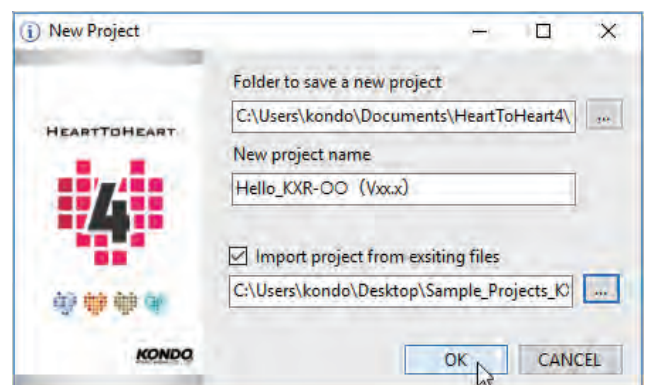 New Project
Folder to save a new project
C:\Users\kondo\Documents\HeartToHeart4\
...
HEARTTOHEART
New project name
Hello_KXR-OO (Vxx.x)
4
Import project from exsiting files
C:\Users\kondo\Desktop\Sample_Projects_KX
...
KONDO
OK
CANCEL